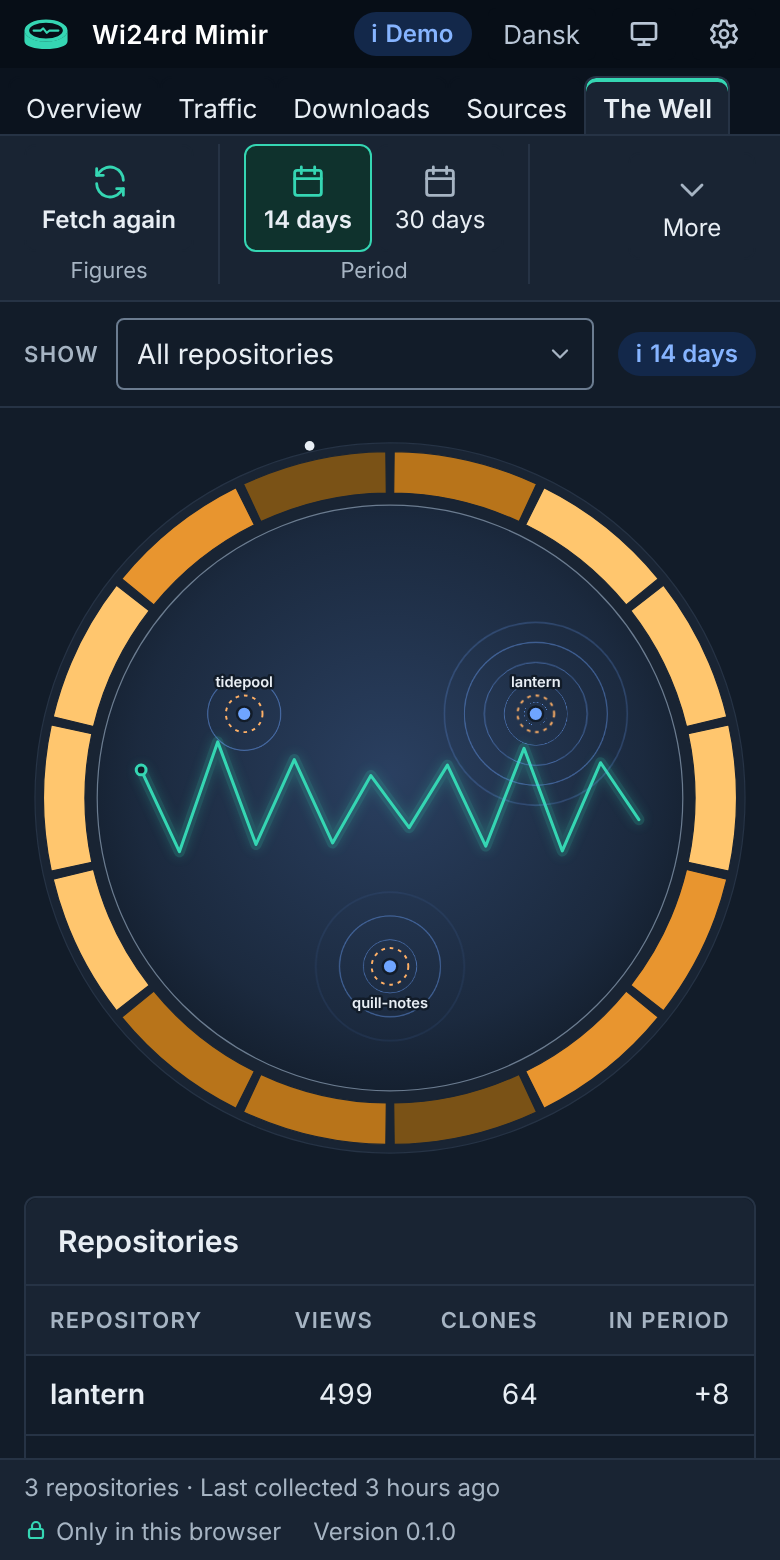 Wi24rd Mimir
i Demo
Dansk
Overview
Traffic
Downloads
Sources
The Well
Fetch again
Figures
14 days
30 days
Period
More
SHOW
All repositories
i 14 days
tidepool
lantern
quill-notes
Repositories
REPOSITORY VIEWS CLONES IN PERIOD
lantern 499 64 +8
3 repositories · Last collected 3 hours ago
Only in this browser Version 0.1.0